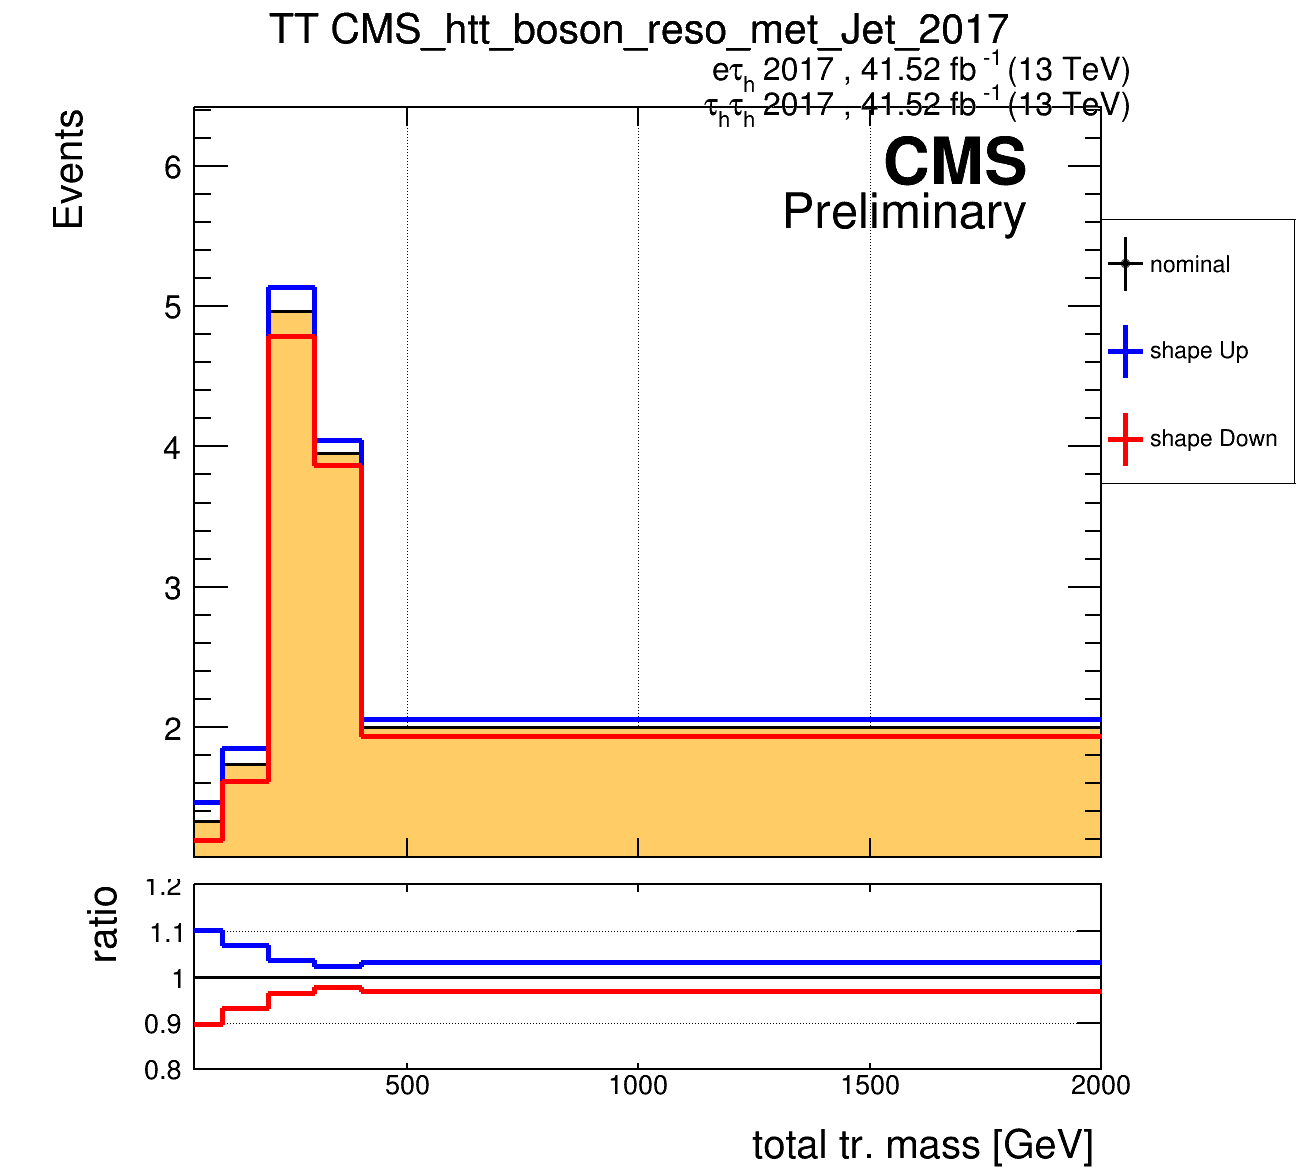 TT CMS_htt_boson_reso_met_Jet_2017
eτh 2017 , 41.52 fb-1 (13 TeV)
τhτh 2017 , 41.52 fb-1 (13 TeV)
CMS
Preliminary
Events
6
5
4
3
2
nominal
shape Up
shape Down
ratio
1.2
1.1
1
0.9
0.8
500 1000 1500 2000
total tr. mass [GeV]